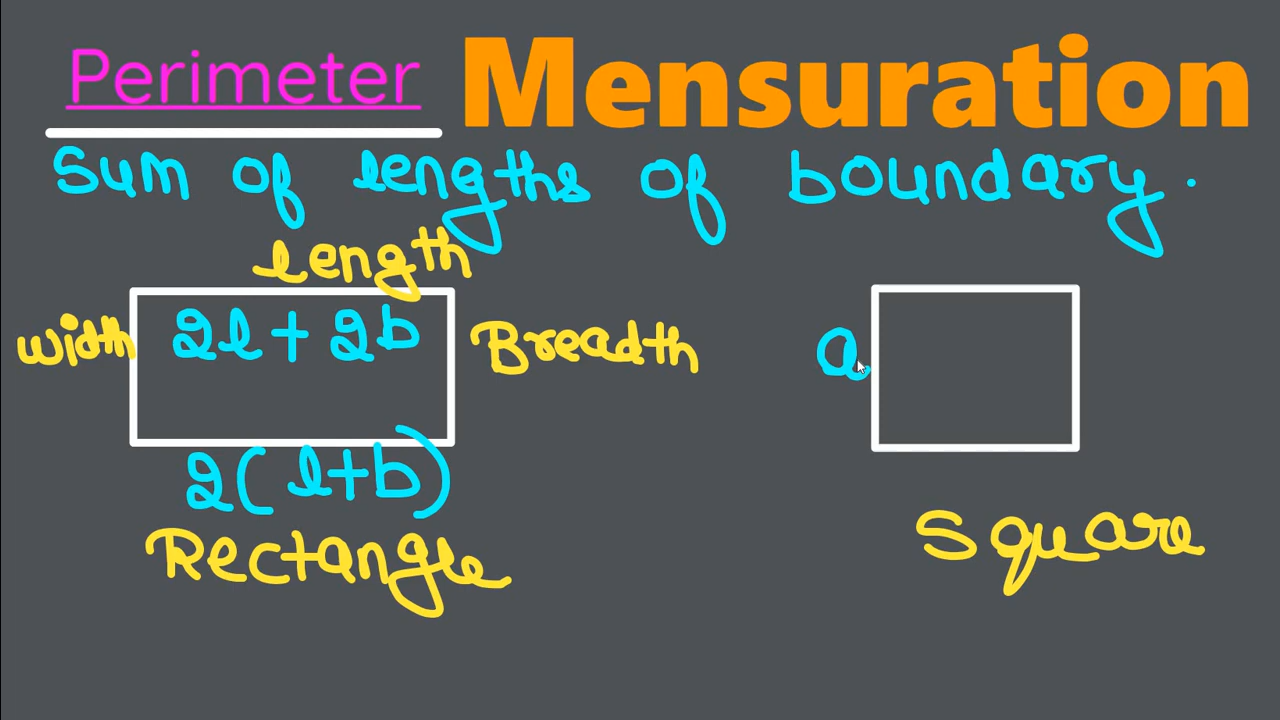 Perimeter Mensuration
Sum of lengths of boundary.
length
width 2l + 2b Breadth
a
2(l+b)
Rectangle
Square